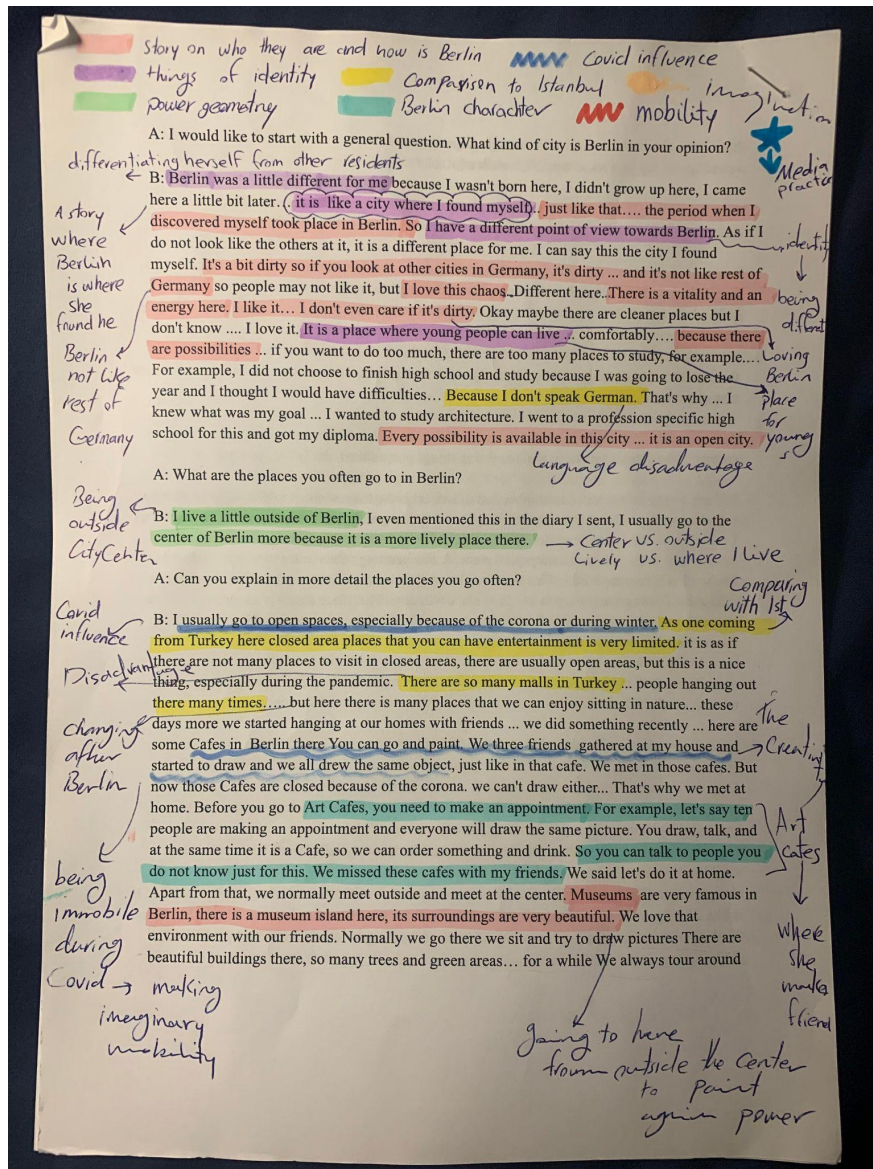 story on who they are and how is Berlin
Covid influence
things of identity
Comparisen to Istanbul
imagination
power geometry
Berlin charachter
mobility
Media
A: I would like to start with a general question. What kind of city is Berlin in your opinion?
differentiating herself from other residents
B: Berlin was a little different for me because I wasn't born here, I didn't grow up here, I came
here a little bit later. (. it is like a city where I found myself).. just like that…. the period when I
discovered myself took place in Berlin. So I have a different point of view towards Berlin. As if I
do not look like the others at it, it is a different place for me. I can say this the city I found
myself. It's a bit dirty so if you look at other cities in Germany, it's dirty ... and it's not like rest of
Germany so people may not like it, but I love this chaos..Different here..There is a vitality and an
energy here. I like it… I don't even care if it's dirty. Okay maybe there are cleaner places but I
don't know .... I love it. It is a place where young people can live ... comfortably…. because there
are possibilities ... if you want to do too much, there are too many places to study, for example....
For example, I did not choose to finish high school and study because I was going to lose the
year and I thought I would have difficulties… Because I don't speak German. That's why ... I
knew what was my goal ... I wanted to study architecture. I went to a profession specific high
school for this and got my diploma. Every possibility is available in this city ... it is an open city.
A story
where
Berlin
is where
she
found he
Berlin
not like
rest of
Germany
identity
being
Loving
Berlin
place
for
young
language disadventage
A: What are the places you often go to in Berlin?
Being
outside
CityCenter
B: I live a little outside of Berlin, I even mentioned this in the diary I sent, I usually go to the
center of Berlin more because it is a more lively place there.
Center vs. outside
Lively vs. where I live
A: Can you explain in more detail the places you go often?
Comparing
with Ist
Covid
influence
B: I usually go to open spaces, especially because of the corona or during winter. As one coming
from Turkey here closed area places that you can have entertainment is very limited. it is as if
there are not many places to visit in closed areas, there are usually open areas, but this is a nice
thing, especially during the pandemic. There are so many malls in Turkey ... people hanging out
there many times..... but here there is many places that we can enjoy sitting in nature... these
days more we started hanging at our homes with friends ... we did something recently ... here are
some Cafes in Berlin there You can go and paint. We three friends gathered at my house and
started to draw and we all drew the same object, just like in that cafe. We met in those cafes. But
now those Cafes are closed because of the corona. we can't draw either... That's why we met at
home. Before you go to Art Cafes, you need to make an appointment. For example, let's say ten
people are making an appointment and everyone will draw the same picture. You draw, talk, and
at the same time it is a Cafe, so we can order something and drink. So you can talk to people you
do not know just for this. We missed these cafes with my friends. We said let's do it at home.
Apart from that, we normally meet outside and meet at the center. Museums are very famous in
Berlin, there is a museum island here, its surroundings are very beautiful. We love that
environment with our friends. Normally we go there we sit and try to draw pictures There are
beautiful buildings there, so many trees and green areas… for a while We always tour around
Disadvantage
changing
after
Berlin
being
immobile
during
Covid → making
imaginary
mobility
The
Art
Cafes
where
she
friend
going to here
from outside the center
to paint
again power